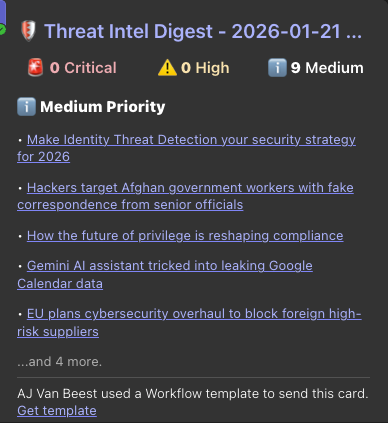 Threat Intel Digest - 2026-01-21 ...
0 Critical 0 High 9 Medium
Medium Priority
• Make Identity Threat Detection your security strategy
for 2026
• Hackers target Afghan government workers with fake
correspondence from senior officials
• How the future of privilege is reshaping compliance
• Gemini AI assistant tricked into leaking Google
Calendar data
• EU plans cybersecurity overhaul to block foreign high-
risk suppliers
...and 4 more.
AJ Van Beest used a Workflow template to send this card.
Get template